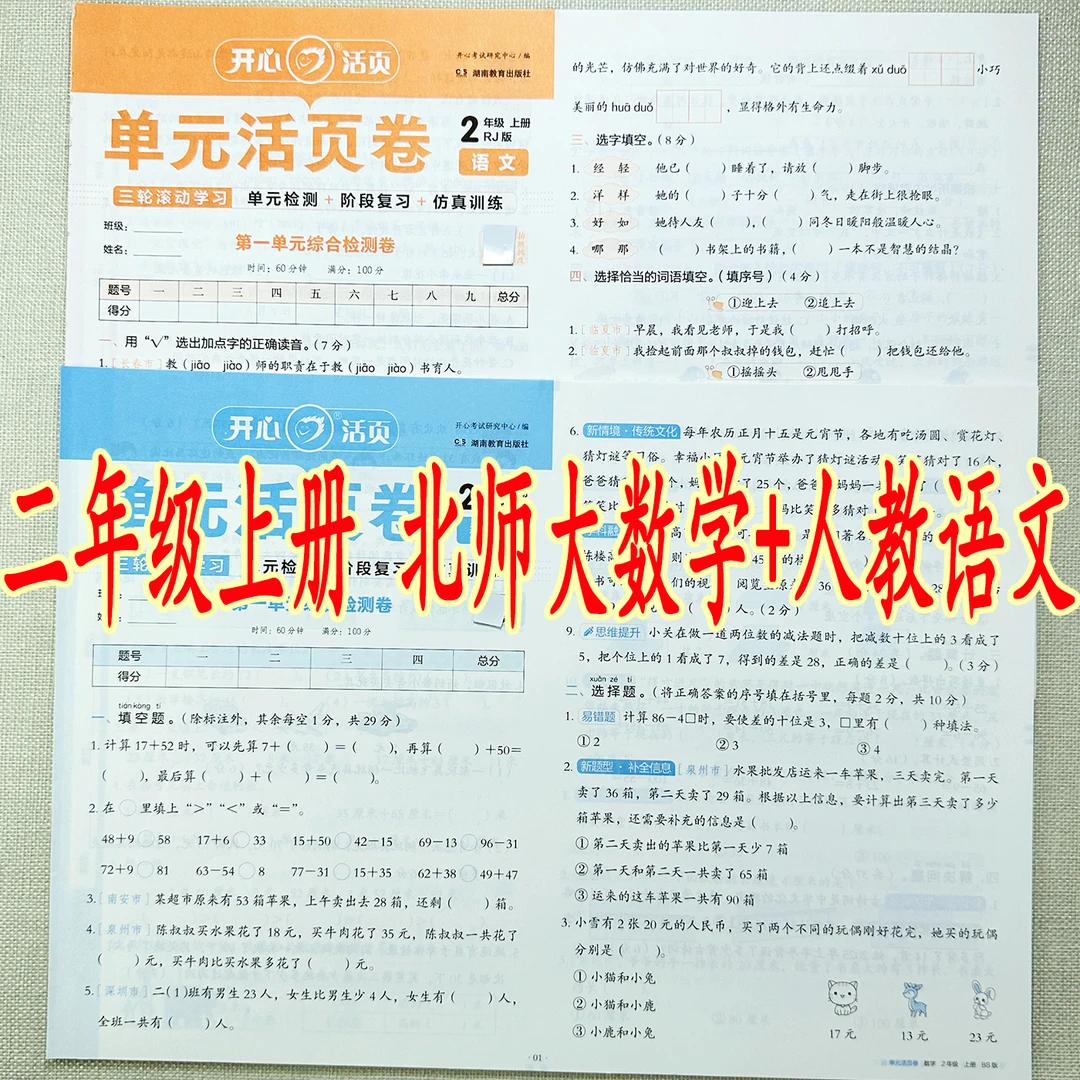 开心 活页
开心考试研究中心/编
CS 湖南教育出版社
单元活页卷
2年级 上册
RJ版
语文
三轮滚动学习 单元检测+阶段复习+仿真训练
班级:
姓名:
第一单元综合检测卷
时间:60分钟 满分:100分
题号 一 二 三 四 五 六 七 八 九 总分
得分
一、用“√”选出加点字的正确读音。(7分)
1.[长春市]教(jiāo jiào)师的职责在于教(jiāo jiào)书育人。
的光芒,仿佛充满了对世界的好奇。它的背上还点缀着 xú duō 小巧
美丽的 huā duǒ ,显得格外有生命力。
三、选字填空。(8分)
1. 经 轻 他已( )睡着了,请放( )脚步。
2. 洋 样 她的( )子十分( )气,走在街上很抢眼。
3. 好 如 她待人友( ),( )同冬日暖阳般温暖人心。
4. 哪 那 ( )书架上的书籍,( )一本不是智慧的结晶?
四、选择恰当的词语填空。(填序号)(4分)
①迎上去 ②追上去
1.[临夏市]早晨,我看见老师,于是我( )打招呼。
2.[临夏市]我捡起前面那个叔叔掉的钱包,赶忙( )把钱包还给他。
①摇摇头 ②甩甩手
二年级上册 北师大数学+人教语文
开心 活页
开心考试研究中心/编
CS 湖南教育出版社
单元活页卷
2
时间:60分钟 满分:100分
题号 一 二 三 四 总分
得分
tián kòng tí
一、填空题。(除标注外,其余每空1分,共29分)
1. 计算17+52时,可以先算7+( )=( ),再算( )+50=
( ),最后算( )+( )=( )。
2. 在○里填上“>”“<”或“=”。
48+9○58 17+6○33 15+50○42-15 69-13○96-31
72+9○81 63-54○8 77-31○15+35 62+38○49+47
3.[南安市]某超市原来有53箱苹果,上午卖出去28箱,还剩( )箱。
4.[泉州市]陈叔叔买水果花了18元,买牛肉花了35元,陈叔叔一共花了
( )元,买牛肉比买水果多花了( )元。
5.[深圳市]二(1)班有男生23人,女生比男生少4人,女生有( )人,
全班一共有( )人。
01
6. 新情境·传统文化 每年农历正月十五是元宵节,各地有吃汤圆、赏花灯、
人。(2分)
9. 思维提升 小关在做一道两位数的减法题时,把减数十位上的3看成了
5,把个位上的1看成了7,得到的差是28,正确的差是( )。(3分)
xuǎn zé tí
二、选择题。(将正确答案的序号填在括号里,每题2分,共10分)
1. 易错题 计算86-4□时,要使差的十位是3,□里有( )种填法。
①2 ②3 ③4
2. 新题型·补全信息 [泉州市]水果批发店运来一车苹果,三天卖完。第一天
卖了36箱,第二天卖了29箱。根据以上信息,要计算出第三天卖了多少
箱苹果,还需要补充的信息是( )。
①第二天卖出的苹果比第一天少7箱
②第一天和第二天一共卖了65箱
③运来的这车苹果一共有90箱
3. 小雪有2张20元的人民币,买了两个不同的玩偶刚好花完,她买的玩偶
分别是( )。
①小猫和小兔
②小猫和小鹿
③小鹿和小兔
17元 13元 23元
单元活页卷 数学 2年级 上册 BS版